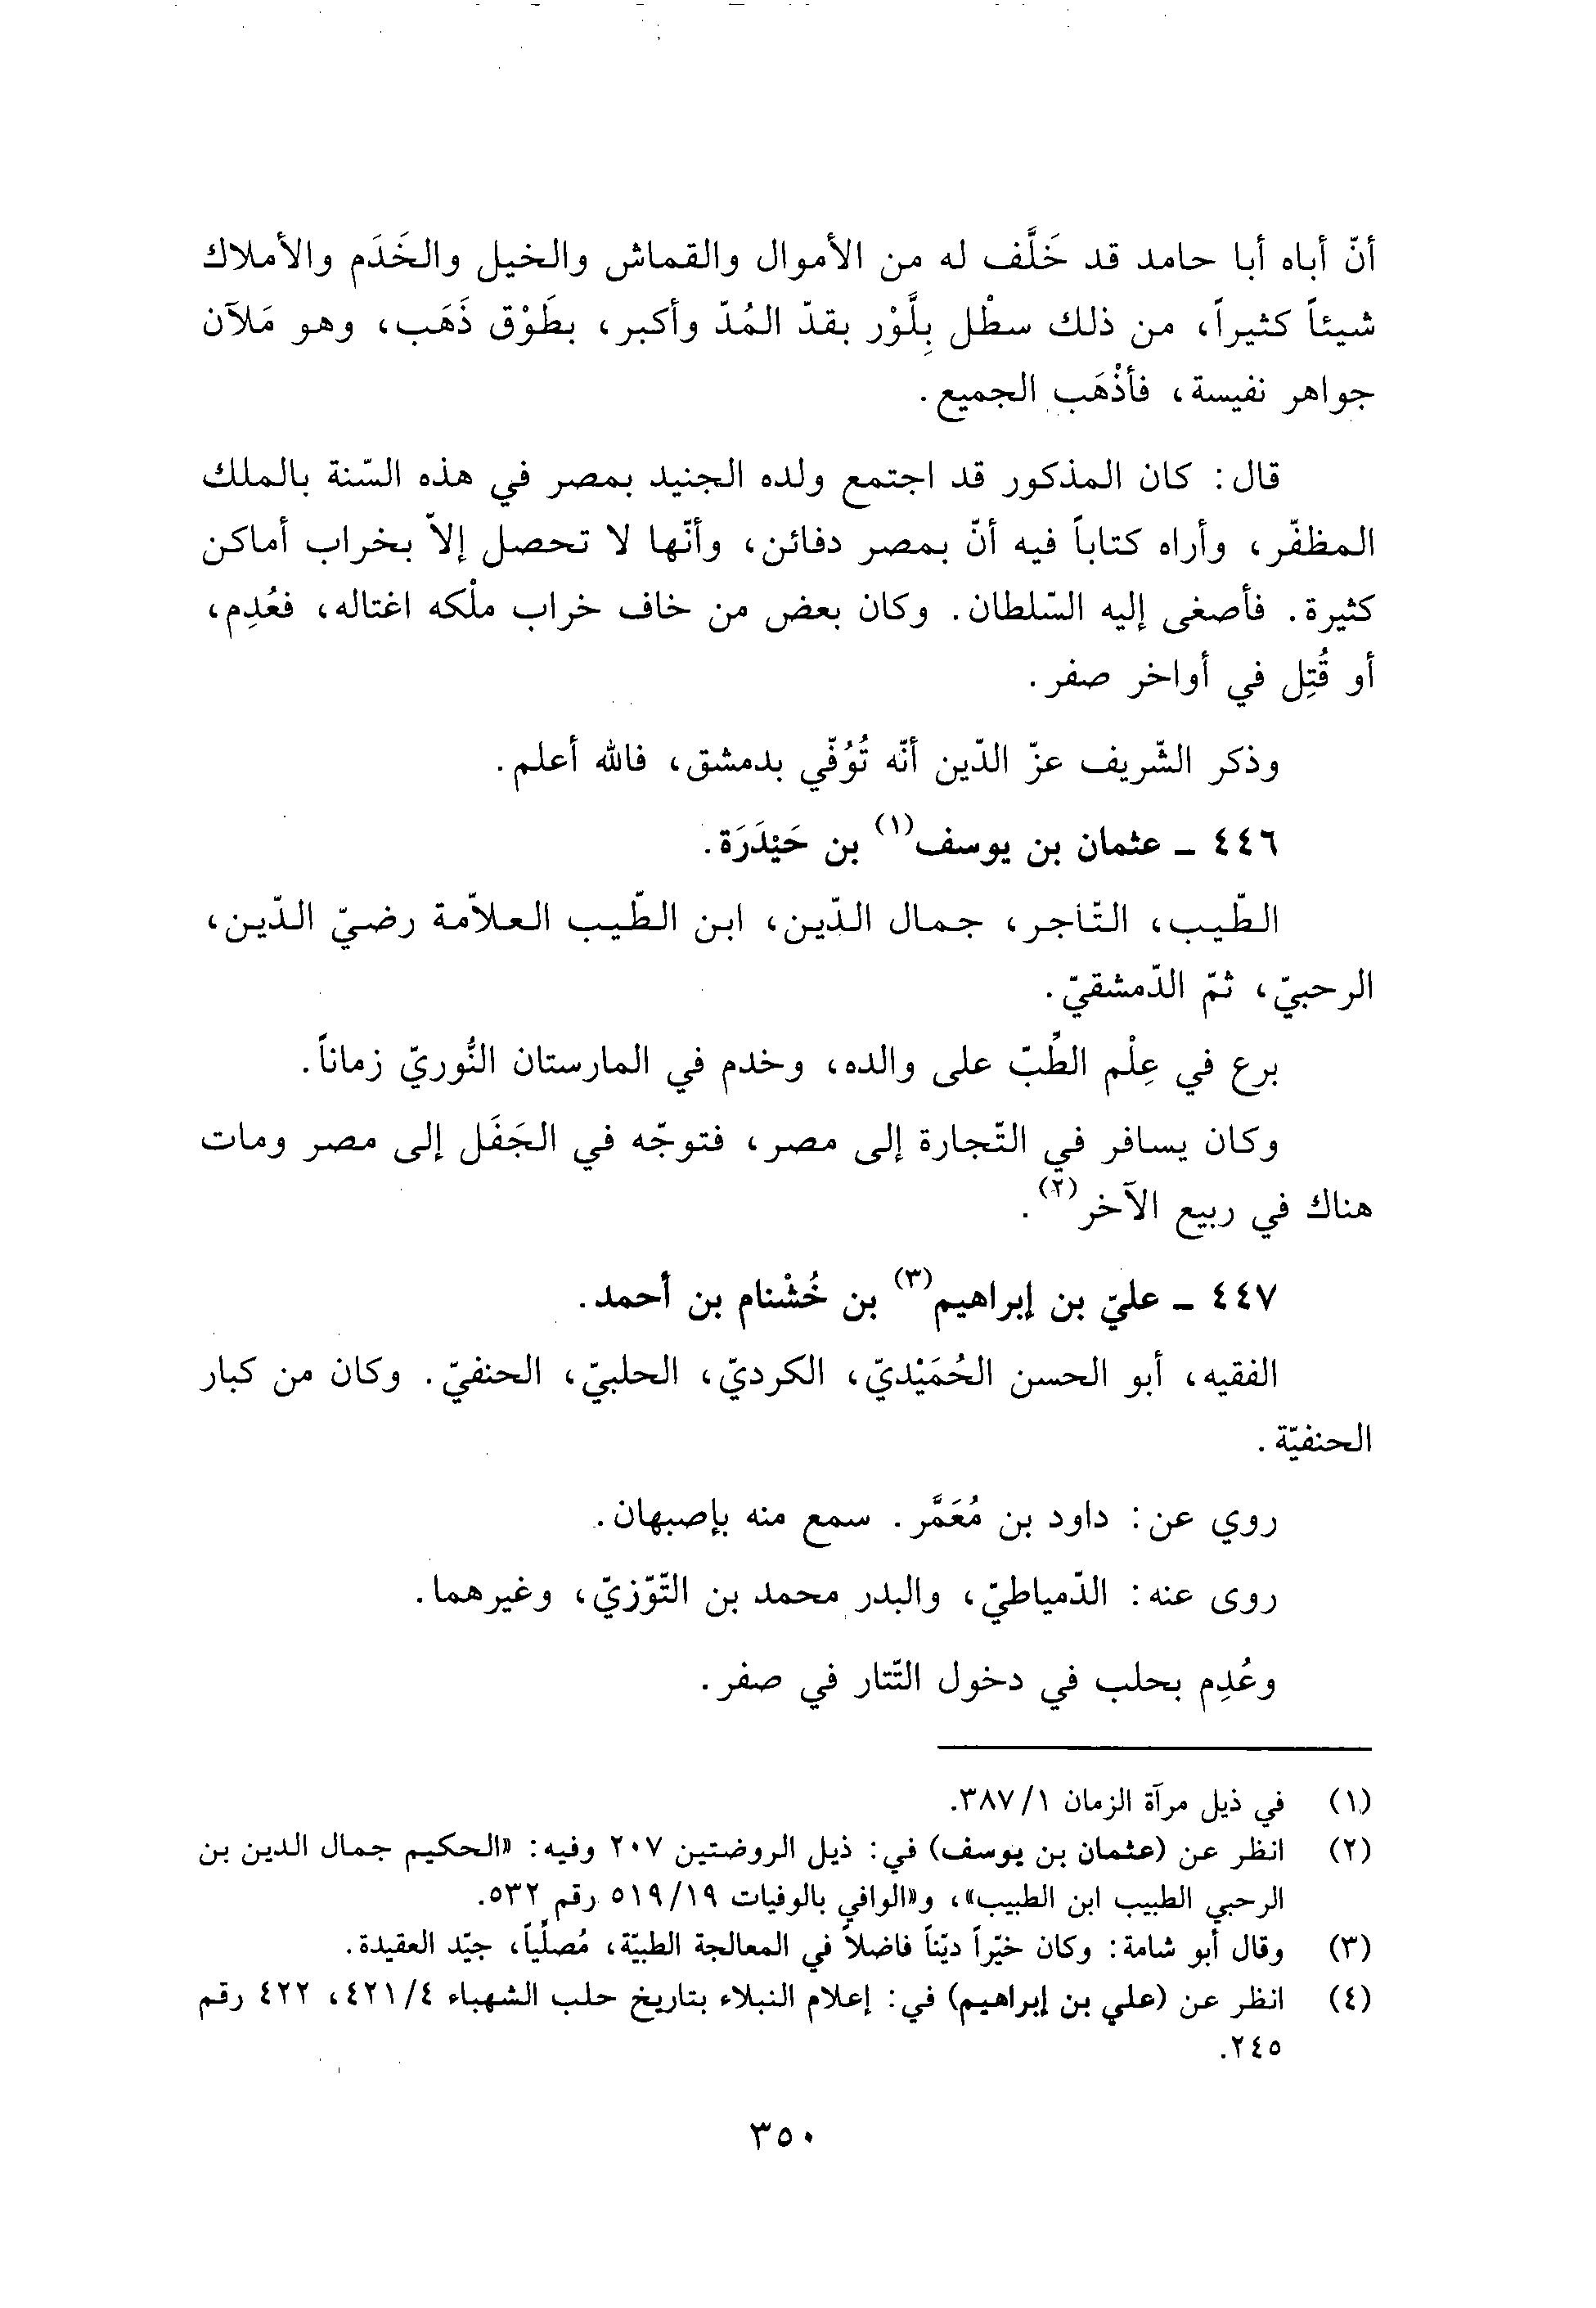 أنّ أباه أبا حامد قد خَلَّف له من الأموال والقماش والخيل والخَدَم والأملاك
شيئاً كثيراً، من ذلك سطْل بِلَّوْر بقدّ المُدّ وأكبر، بطَوْق ذَهَب، وهو مَلآن
جواهر نفيسة، فأذْهَب الجميع.
قال: كان المذكور قد اجتمع ولده الجنيد بمصر في هذه السّنة بالملك
المظفّر، وأراه كتاباً فيه أنّ بمصر دفائن، وأنّها لا تحصل إلاّ بخراب أماكن
كثيرة. فأصغى إليه السّلطان. وكان بعض من خاف خراب ملْكه اغتاله، فعُدِم،
أو قُتِل في أواخر صفر.
وذكر الشّريف عزّ الدّين أنّه تُوُفّي بدمشق، فالله أعلم.
٤٤٦ ـ عثمان بن يوسف(١) بن حَيْدَرَة.
الطّيب، التّاجر، جمال الدّين، ابن الطّيب العلاّمة رضيّ الدّين،
الرحبيّ، ثمّ الدّمشقيّ.
برع في عِلْم الطِّبّ على والده، وخدم في المارستان النُّوريّ زماناً.
وكان يسافر في التّجارة إلى مصر، فتوجّه في الجَفَل إلى مصر ومات
هناك في ربيع الآخر(٢).
٤٤٧ ـ عليّ بن إبراهيم(٣) بن خُشْنام بن أحمد.
الفقيه، أبو الحسن الحُمَيْديّ، الكرديّ، الحلبيّ، الحنفيّ. وكان من كبار
الحنفيّة.
روي عن: داود بن مُعَمَّر. سمع منه بإصبهان.
روى عنه: الدّمياطيّ، والبدر محمد بن التّوّزيّ، وغيرهما.
وعُدِم بحلب في دخول التّتار في صفر.
(١) في ذيل مرآة الزمان ٣٨٧/١.
(٢) انظر عن (عثمان بن يوسف) في: ذيل الروضتين ٢٠٧ وفيه: «الحكيم جمال الدين بن
الرحبي الطبيب ابن الطبيب»، و«الوافي بالوفيات ٥١٩/١٩ رقم ٥٣٢.
(٣) وقال أبو شامة: وكان خيّراً ديّناً فاضلاً في المعالجة الطبيّة، مُصلّياً، جيّد العقيدة.
(٤) انظر عن (علي بن إبراهيم) في: إعلام النبلاء بتاريخ حلب الشهباء ٤٢١/٤، ٤٢٢ رقم
٢٤٥.
٣٥٠